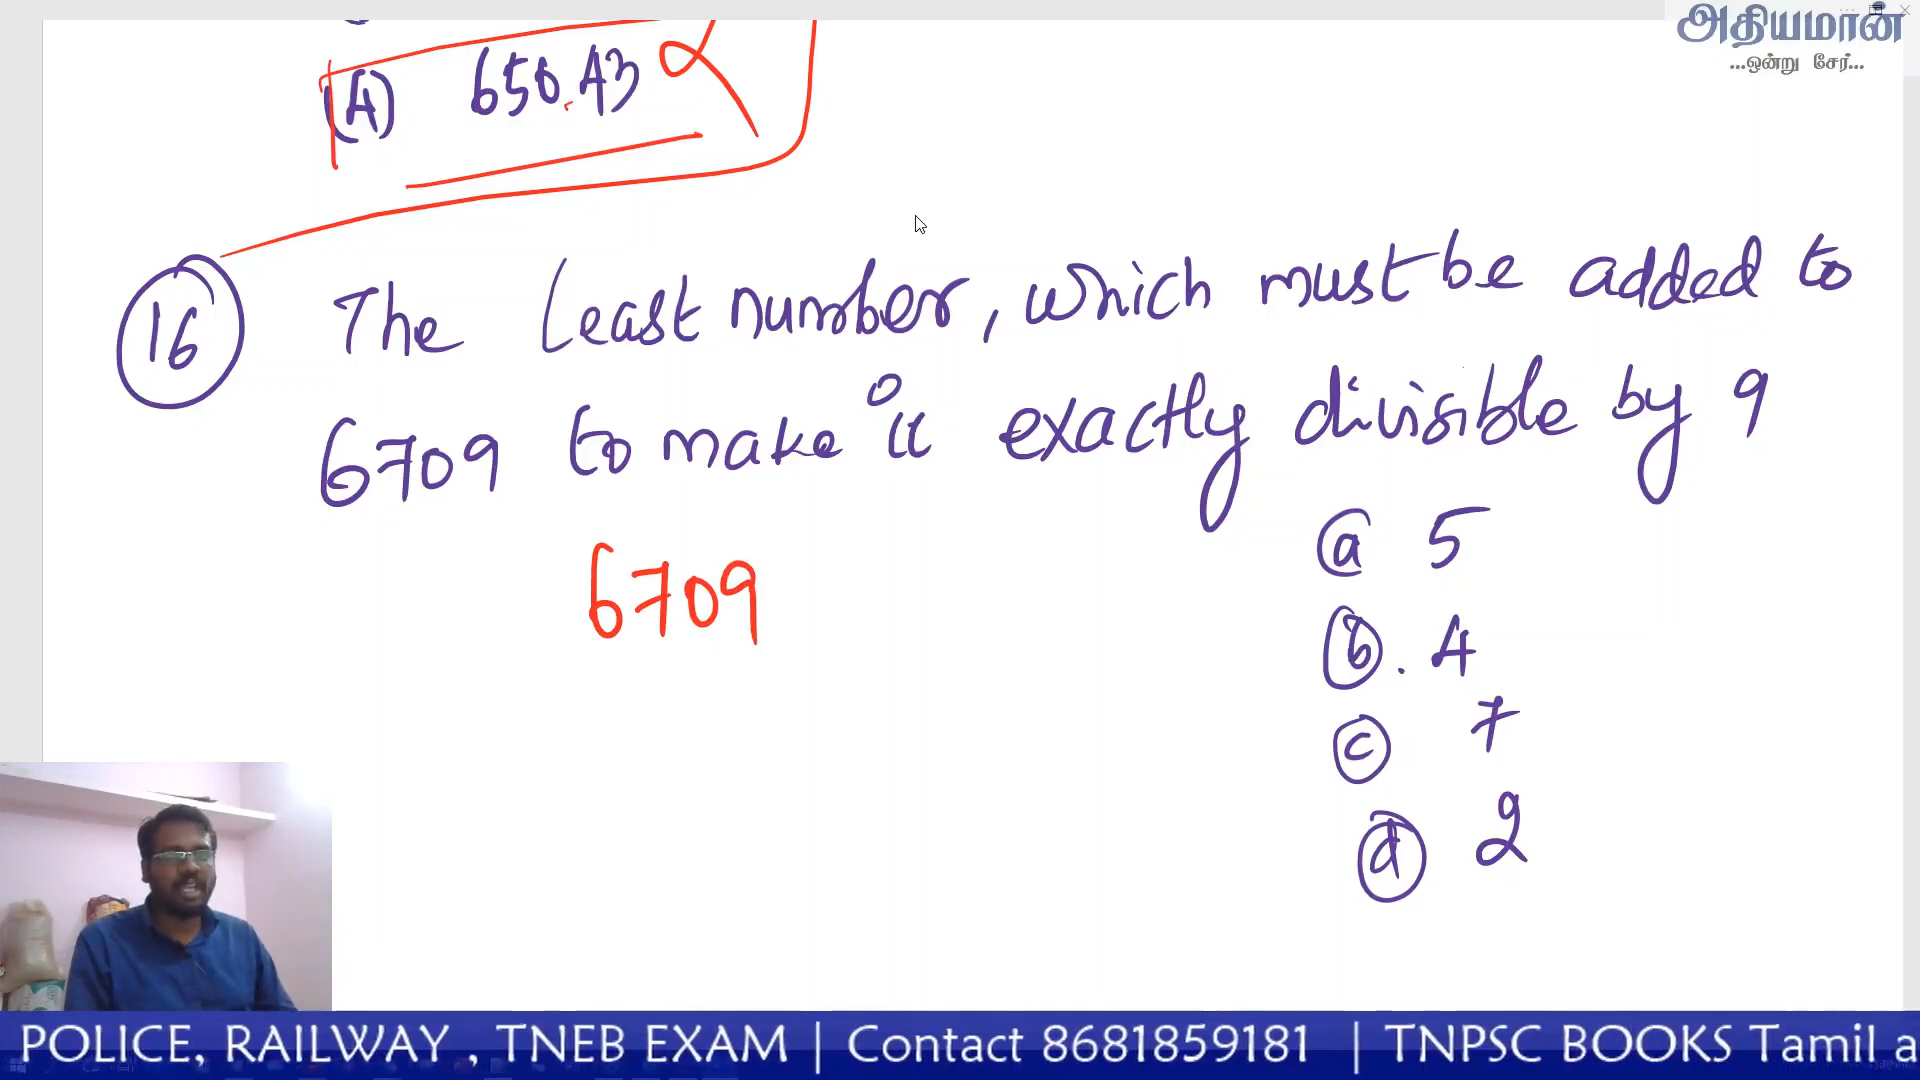 அதியமான்
...ஒன்று சேர்...
(A) 650.43
16 The least number, which must be added to
6709 to make it exactly divisible by 9
6709
a 5
b. 4
c 7
d 2
POLICE, RAILWAY , TNEB EXAM | Contact 8681859181 | TNPSC BOOKS Tamil a